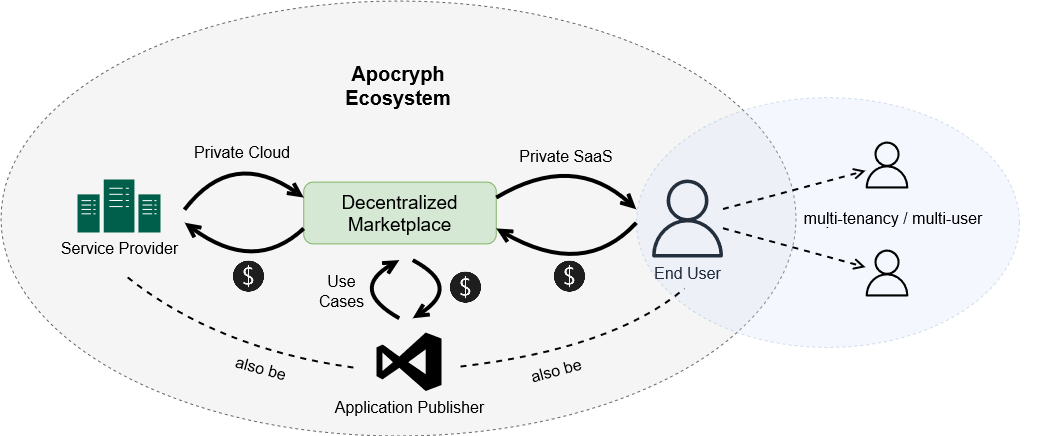 Apocryph
Ecosystem
Private Cloud
Private SaaS
Decentralized
Marketplace
Service Provider
multi-tenancy / multi-user
End User
$
$
$
Use
Cases
also be
also be
Application Publisher